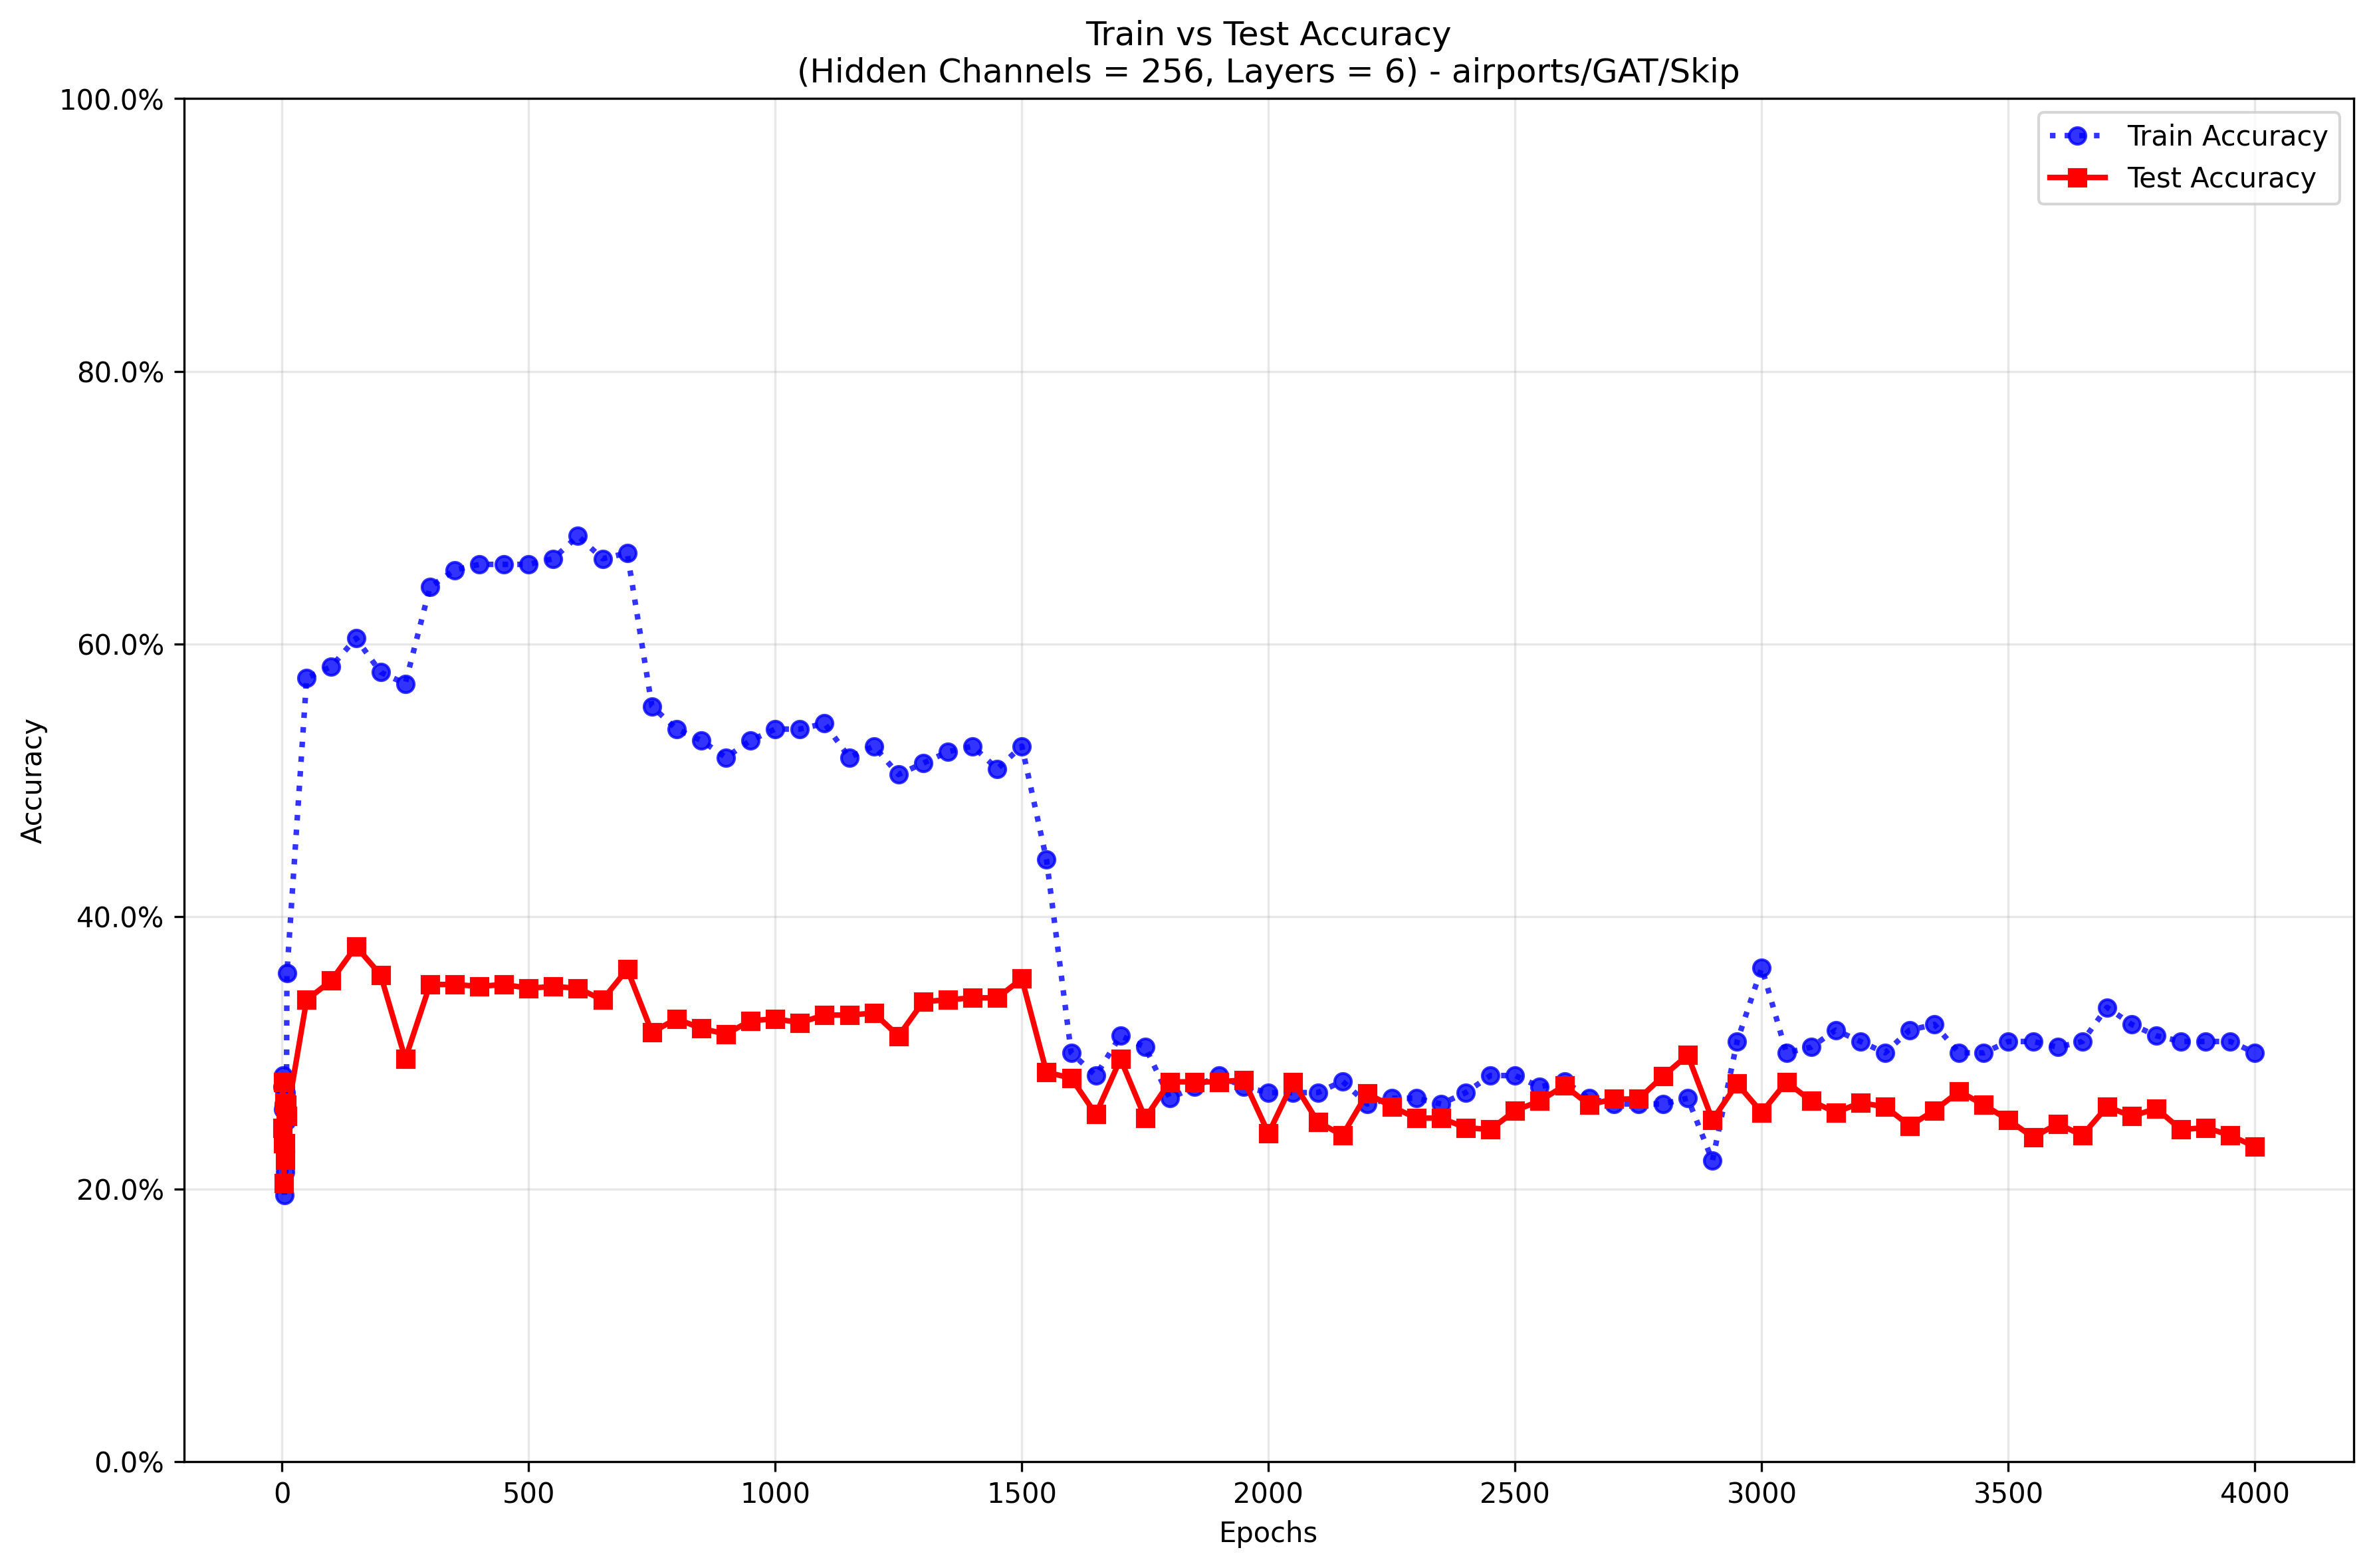 Train vs Test Accuracy
(Hidden Channels = 256, Layers = 6) - airports/GAT/Skip
100.0%
80.0%
60.0%
40.0%
20.0%
0.0%
Accuracy
Train Accuracy
Test Accuracy
0 500 1000 1500 2000 2500 3000 3500 4000
Epochs